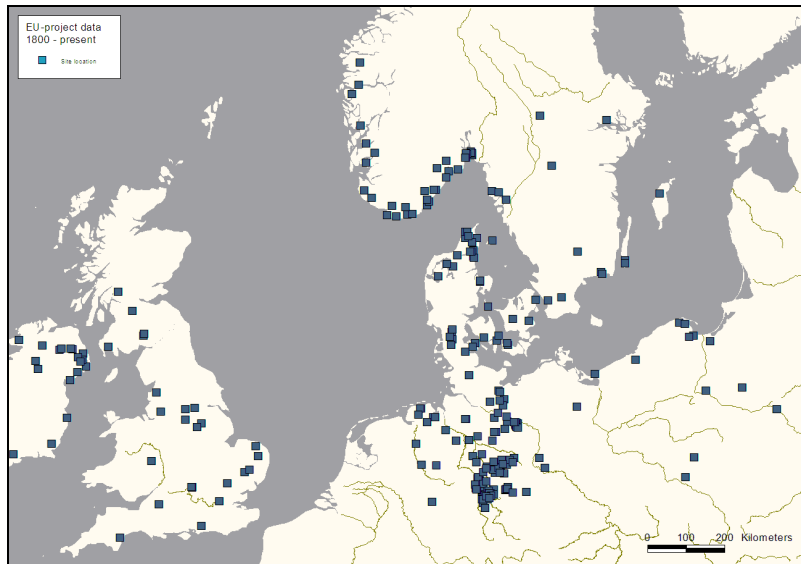 EU-project data
1800 - present
Site location
0 100 200 Kilometers